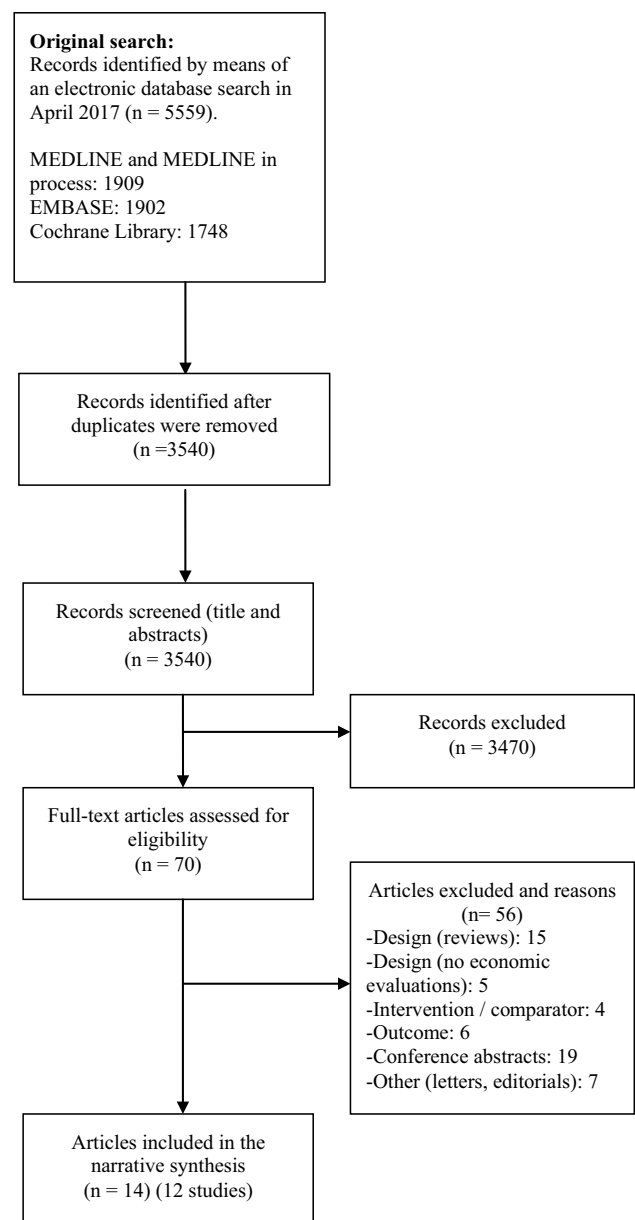 Original search:
Records identified by means of
an electronic database search in
April 2017 (n = 5559).
MEDLINE and MEDLINE in
process: 1909
EMBASE: 1902
Cochrane Library: 1748
Records identified after
duplicates were removed
(n =3540)
Records screened (title and
abstracts)
(n = 3540)
Records excluded
(n = 3470)
Full-text articles assessed for
eligibility
(n = 70)
Articles excluded and reasons
(n= 56)
-Design (reviews): 15
-Design (no economic
evaluations): 5
-Intervention / comparator: 4
-Outcome: 6
-Conference abstracts: 19
-Other (letters, editorials): 7
Articles included in the
narrative synthesis
(n = 14) (12 studies)